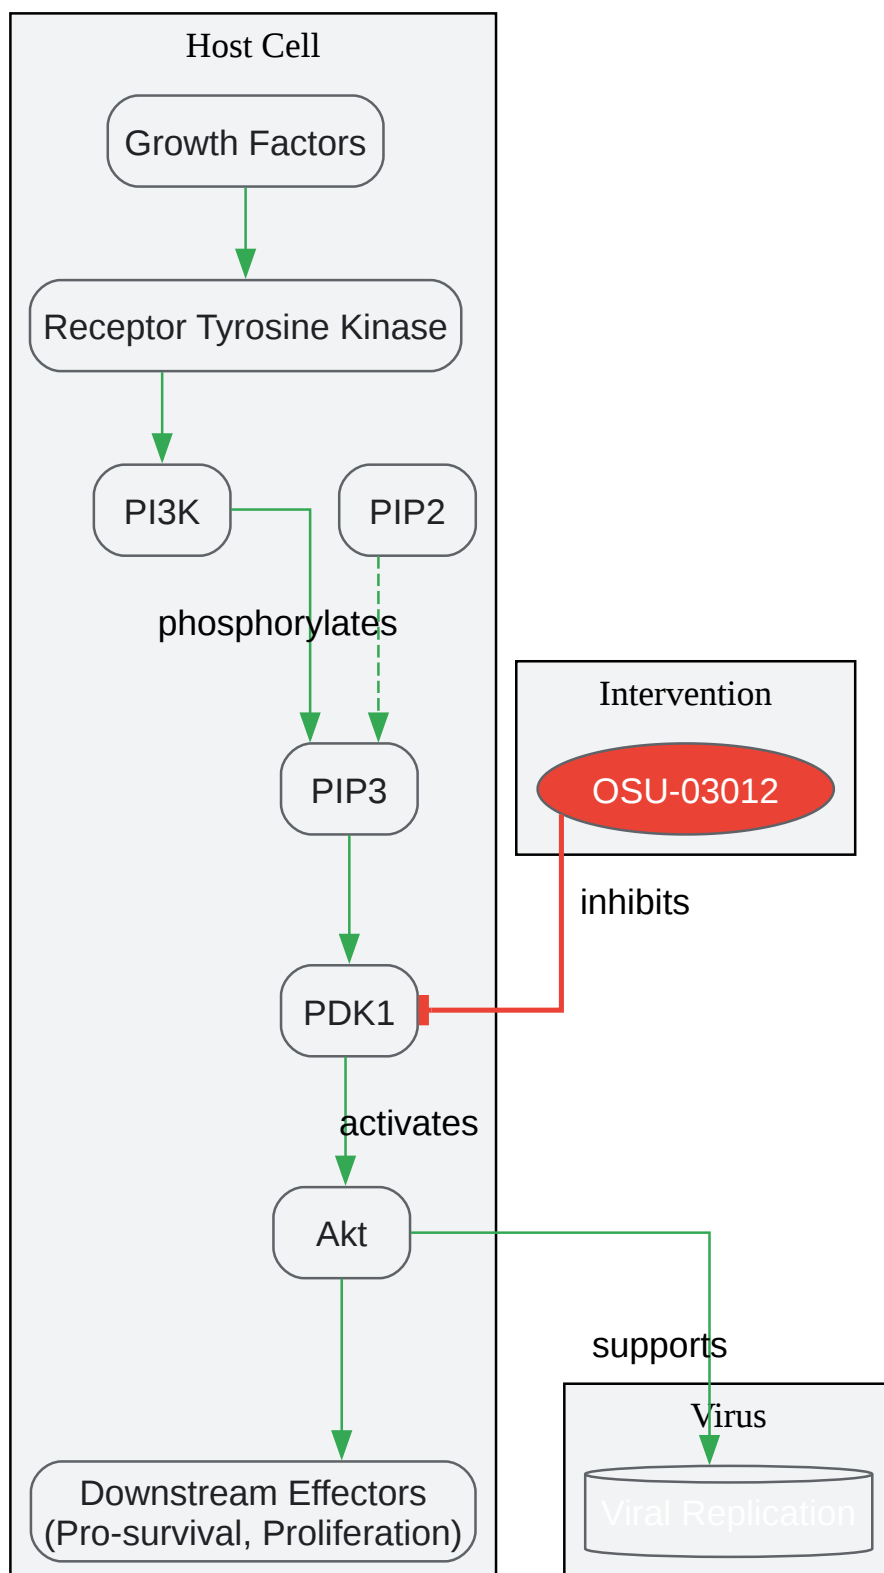 Host Cell
Growth Factors
Receptor Tyrosine Kinase
PI3K
PIP2
phosphorylates
Intervention
PIP3
OSU-03012
inhibits
PDK1
activates
Akt
supports
Virus
Downstream Effectors
(Pro-survival, Proliferation)
Viral Replication